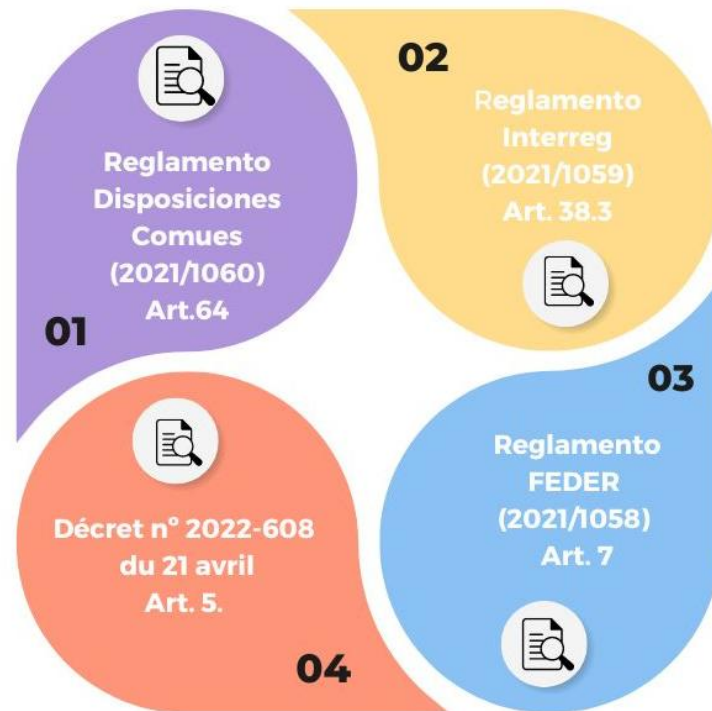 01
Reglamento
Disposiciones
Comues
(2021/1060)
Art.64
02
Reglamento
Interreg
(2021/1059)
Art. 38.3
03
Reglamento
FEDER
(2021/1058)
Art. 7
Décret nº 2022-608
du 21 avril
Art. 5.
04